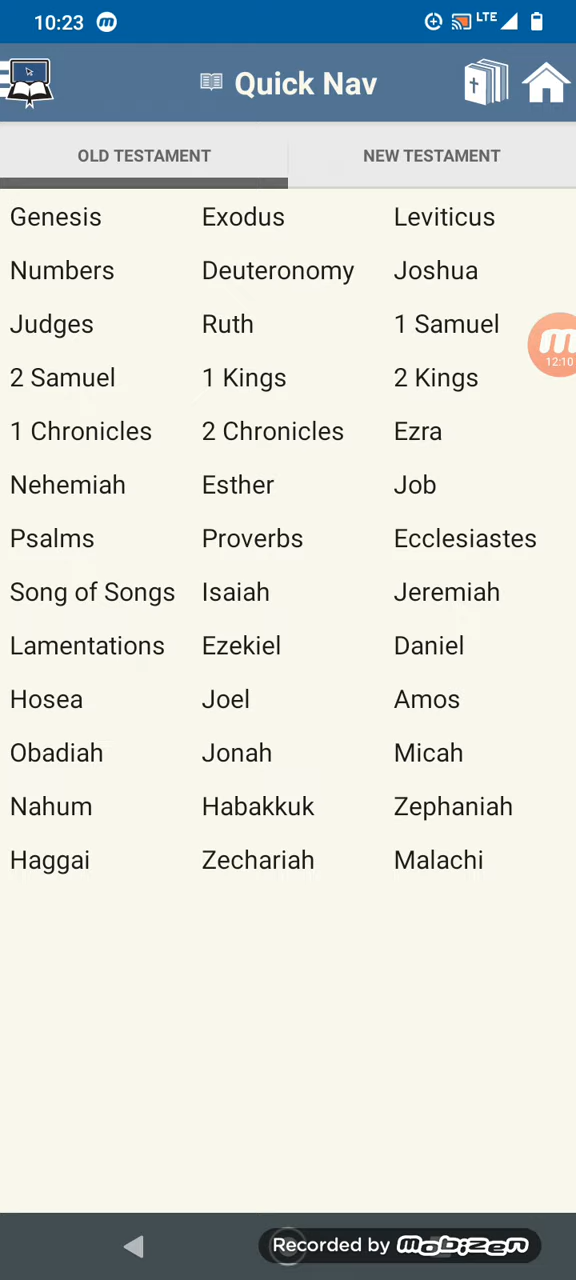 10:23 m LTE
Quick Nav
OLD TESTAMENT NEW TESTAMENT
Genesis Exodus Leviticus
Numbers Deuteronomy Joshua
Judges Ruth 1 Samuel
m
12:10
2 Samuel 1 Kings 2 Kings
1 Chronicles 2 Chronicles Ezra
Nehemiah Esther Job
Psalms Proverbs Ecclesiastes
Song of Songs Isaiah Jeremiah
Lamentations Ezekiel Daniel
Hosea Joel Amos
Obadiah Jonah Micah
Nahum Habakkuk Zephaniah
Haggai Zechariah Malachi
Recorded by mobizen